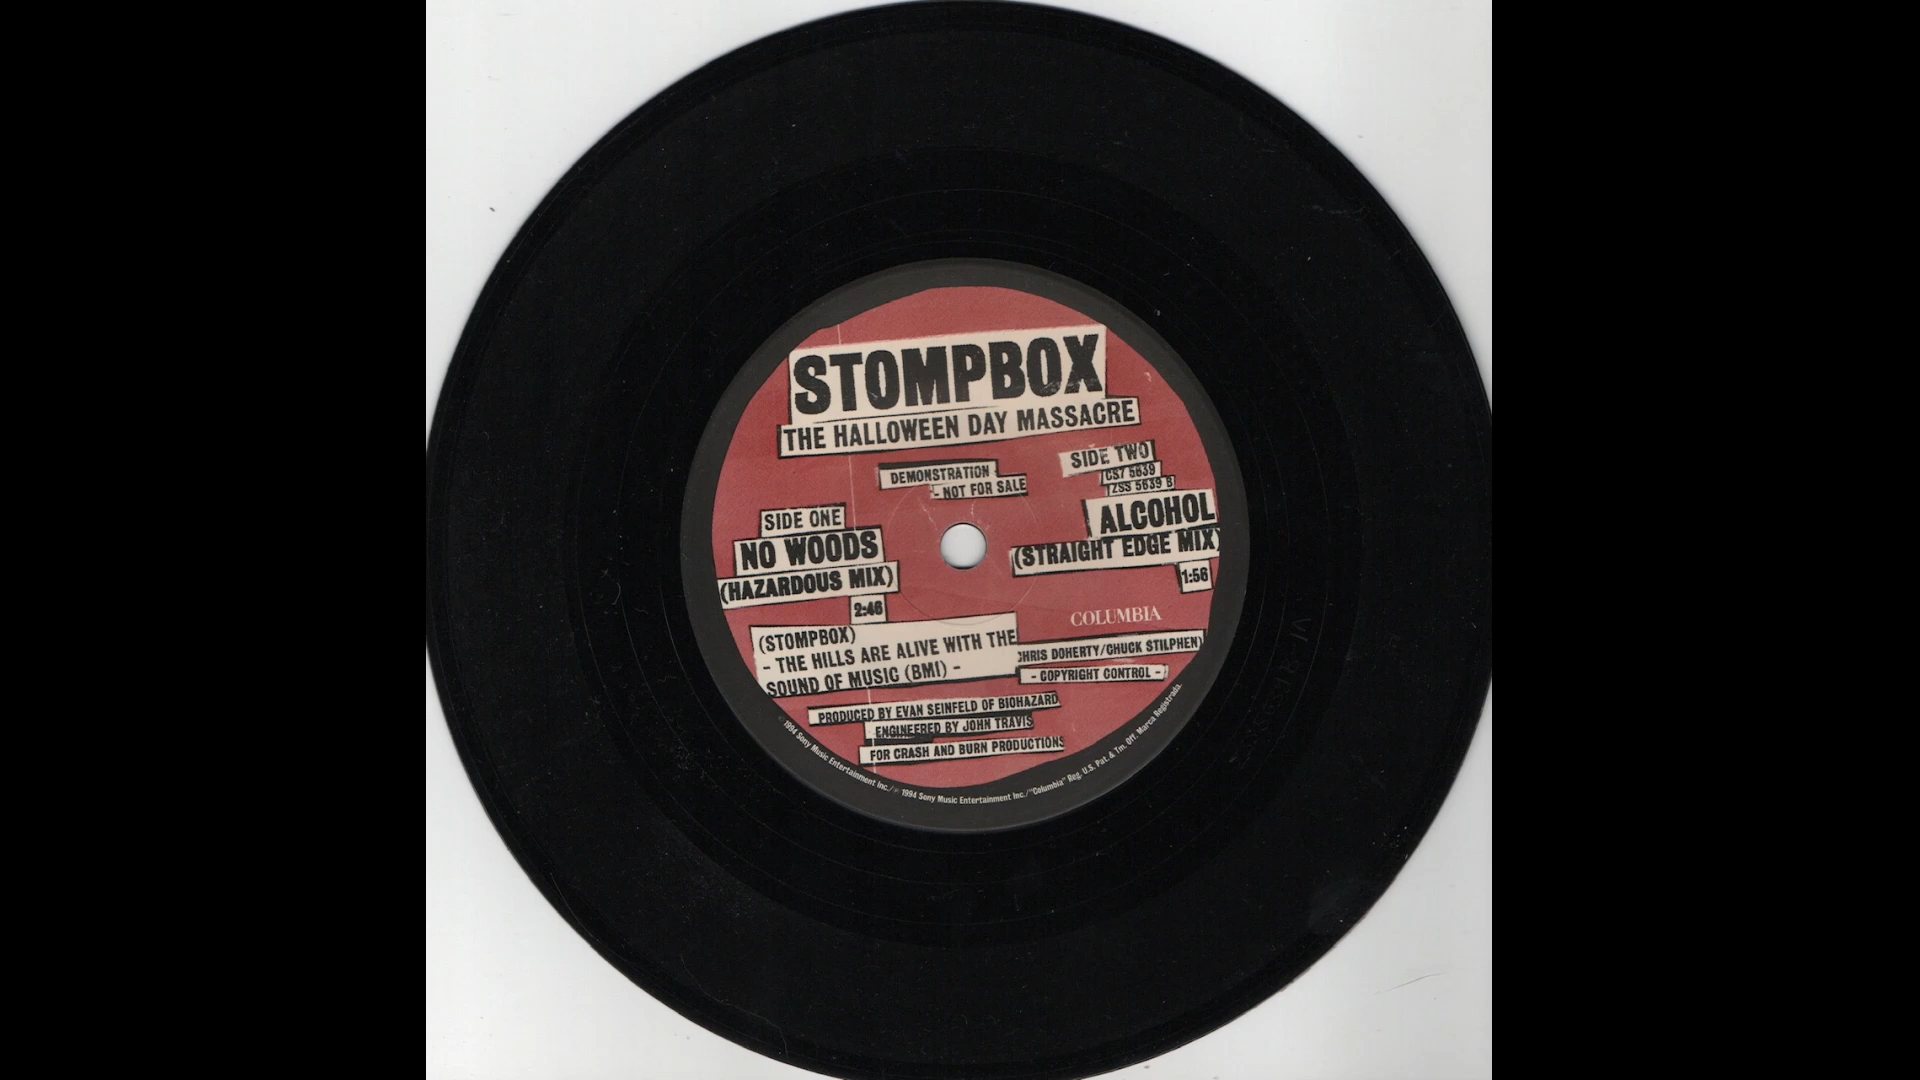 STOMPBOX
THE HALLOWEEN DAY MASSACRE
DEMONSTRATION
- NOT FOR SALE
SIDE ONE
NO WOODS
(HAZARDOUS MIX)
2:46
(STOMPBOX)
- THE HILLS ARE ALIVE WITH THE
SOUND OF MUSIC (BMI) -
SIDE TWO
CS7 5639
ZSS 5639 B
ALCOHOL
(STRAIGHT EDGE MIX)
1:56
COLUMBIA
CHRIS DOHERTY/CHUCK STILPHEN)
- COPYRIGHT CONTROL -
PRODUCED BY EVAN SEINFELD OF BIOHAZARD
ENGINEERED BY JOHN TRAVIS
FOR CRASH AND BURN PRODUCTIONS
© 1994 Sony Music Entertainment Inc./℗ 1994 Sony Music Entertainment Inc./"Columbia" Reg. U.S. Pat. & Tm. Off. Marca Registrada.